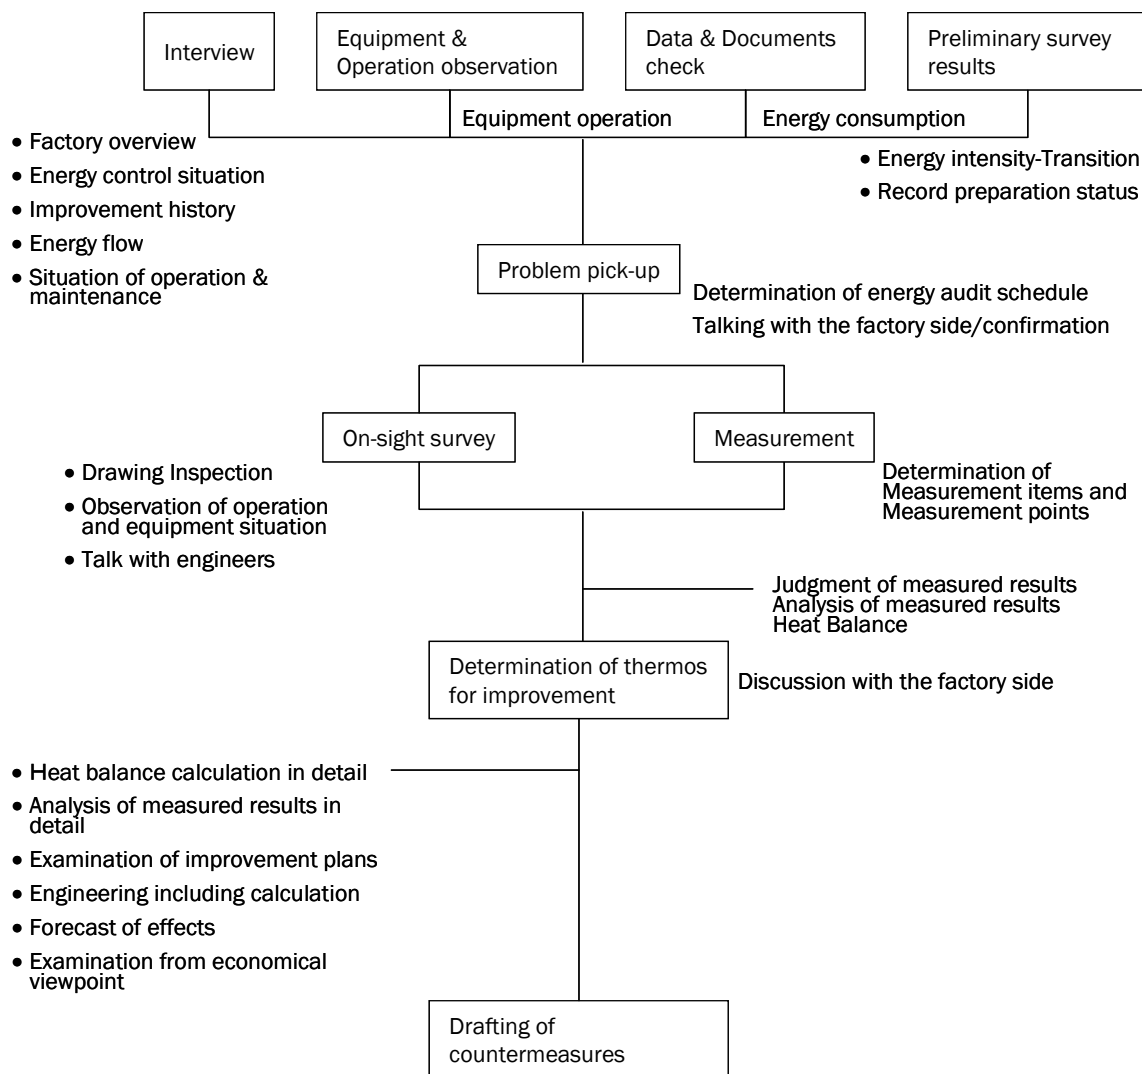 Interview
Equipment &
Operation observation
Data & Documents
check
Preliminary survey
results
Equipment operation
Energy consumption
• Factory overview
• Energy control situation
• Improvement history
• Energy flow
• Situation of operation &
maintenance
• Energy intensity-Transition
• Record preparation status
Problem pick-up
Determination of energy audit schedule
Talking with the factory side/confirmation
On-sight survey
Measurement
• Drawing Inspection
• Observation of operation
and equipment situation
• Talk with engineers
Determination of
Measurement items and
Measurement points
Judgment of measured results
Analysis of measured results
Heat Balance
Determination of thermos
for improvement
Discussion with the factory side
• Heat balance calculation in detail
• Analysis of measured results in
detail
• Examination of improvement plans
• Engineering including calculation
• Forecast of effects
• Examination from economical
viewpoint
Drafting of
countermeasures